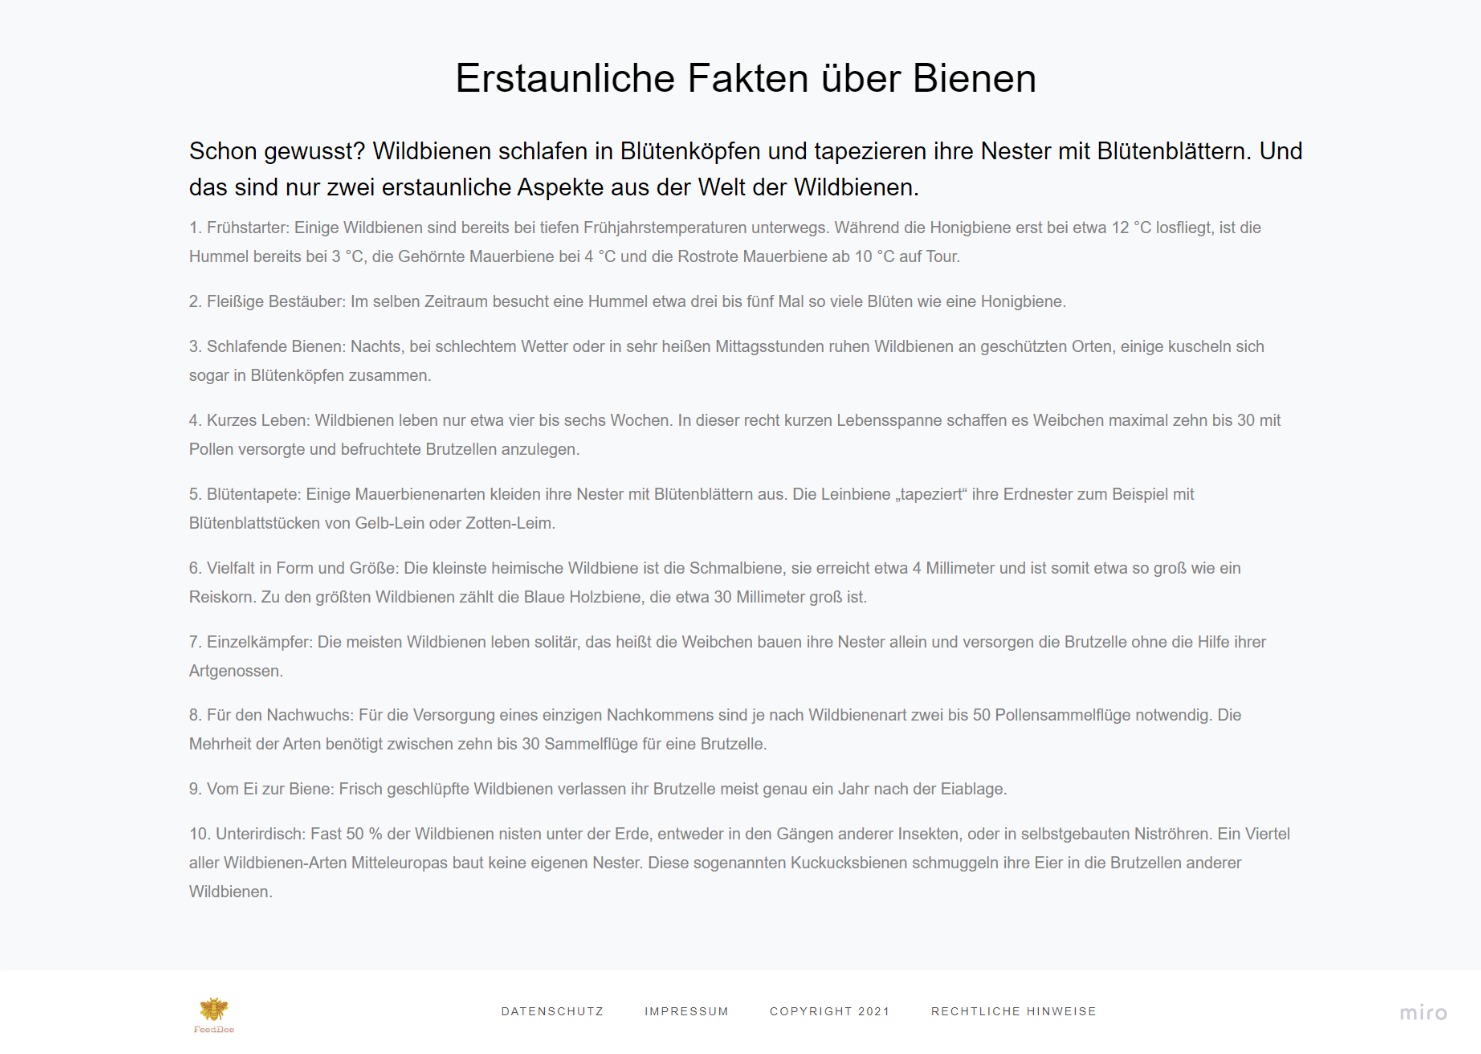 Erstaunliche Fakten über Bienen
Schon gewusst? Wildbienen schlafen in Blütenköpfen und tapezieren ihre Nester mit Blütenblättern. Und
das sind nur zwei erstaunliche Aspekte aus der Welt der Wildbienen.
1. Frühstarter: Einige Wildbienen sind bereits bei tiefen Frühjahrstemperaturen unterwegs. Während die Honigbiene erst bei etwa 12 °C losfliegt, ist die
Hummel bereits bei 3 °C, die Gehörnte Mauerbiene bei 4 °C und die Rostrote Mauerbiene ab 10 °C auf Tour.
2. Fleißige Bestäuber: Im selben Zeitraum besucht eine Hummel etwa drei bis fünf Mal so viele Blüten wie eine Honigbiene.
3. Schlafende Bienen: Nachts, bei schlechtem Wetter oder in sehr heißen Mittagsstunden ruhen Wildbienen an geschützten Orten, einige kuscheln sich
sogar in Blütenköpfen zusammen.
4. Kurzes Leben: Wildbienen leben nur etwa vier bis sechs Wochen. In dieser recht kurzen Lebensspanne schaffen es Weibchen maximal zehn bis 30 mit
Pollen versorgte und befruchtete Brutzellen anzulegen.
5. Blütentapete: Einige Mauerbienenarten kleiden ihre Nester mit Blütenblättern aus. Die Leinbiene „tapeziert“ ihre Erdnester zum Beispiel mit
Blütenblattstücken von Gelb-Lein oder Zotten-Leim.
6. Vielfalt in Form und Größe: Die kleinste heimische Wildbiene ist die Schmalbiene, sie erreicht etwa 4 Millimeter und ist somit etwa so groß wie ein
Reiskorn. Zu den größten Wildbienen zählt die Blaue Holzbiene, die etwa 30 Millimeter groß ist.
7. Einzelkämpfer: Die meisten Wildbienen leben solitär, das heißt die Weibchen bauen ihre Nester allein und versorgen die Brutzelle ohne die Hilfe ihrer
Artgenossen.
8. Für den Nachwuchs: Für die Versorgung eines einzigen Nachkommens sind je nach Wildbienenart zwei bis 50 Pollensammelflüge notwendig. Die
Mehrheit der Arten benötigt zwischen zehn bis 30 Sammelflüge für eine Brutzelle.
9. Vom Ei zur Biene: Frisch geschlüpfte Wildbienen verlassen ihr Brutzelle meist genau ein Jahr nach der Eiablage.
10. Unterirdisch: Fast 50 % der Wildbienen nisten unter der Erde, entweder in den Gängen anderer Insekten, oder in selbstgebauten Niströhren. Ein Viertel
aller Wildbienen-Arten Mitteleuropas baut keine eigenen Nester. Diese sogenannten Kuckucksbienen schmuggeln ihre Eier in die Brutzellen anderer
Wildbienen.
DATENSCHUTZ IMPRESSUM COPYRIGHT 2021 RECHTLICHE HINWEISE
miro